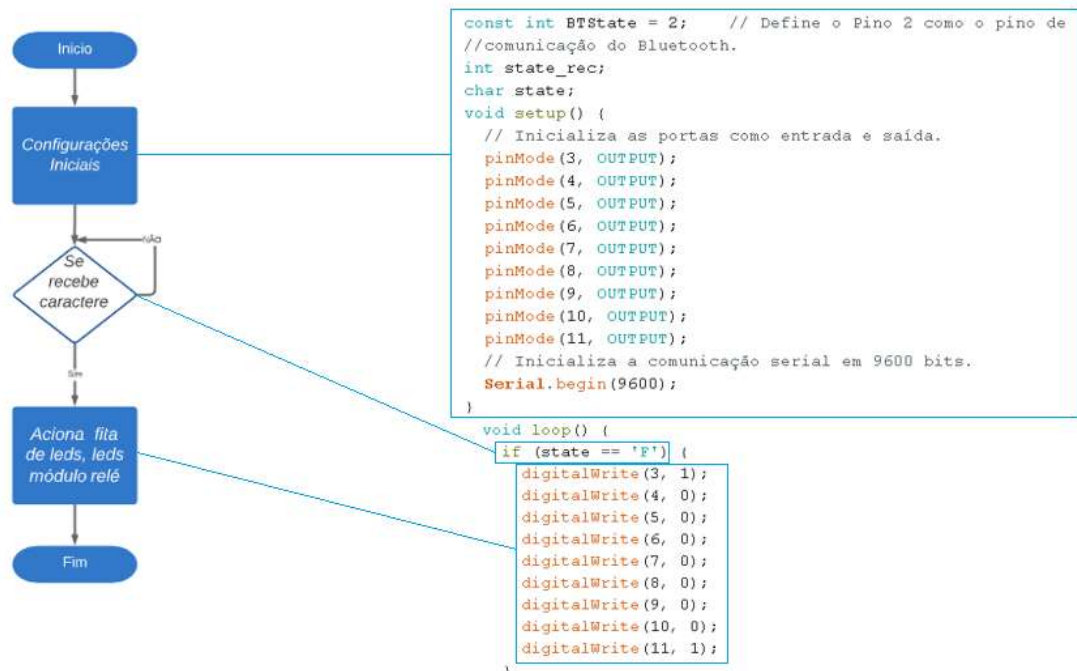 Inicio
Configurações
Iniciais
NÃO
Se
recebe
caractere
Sim
Aciona fita
de leds, leds
módulo relé
Fim
const int BTState = 2; // Define o Pino 2 como o pino de
//comunicação do Bluetooth.
int state_rec;
char state;
void setup() {
// Inicializa as portas como entrada e saída.
pinMode(3, OUTPUT);
pinMode(4, OUTPUT);
pinMode(5, OUTPUT);
pinMode(6, OUTPUT);
pinMode(7, OUTPUT);
pinMode(8, OUTPUT);
pinMode(9, OUTPUT);
pinMode(10, OUTPUT);
pinMode(11, OUTPUT);
// Inicializa a comunicação serial em 9600 bits.
Serial.begin(9600);
}
void loop() {
if (state == 'F') {
digitalWrite(3, 1);
digitalWrite(4, 0);
digitalWrite(5, 0);
digitalWrite(6, 0);
digitalWrite(7, 0);
digitalWrite(8, 0);
digitalWrite(9, 0);
digitalWrite(10, 0);
digitalWrite(11, 1);